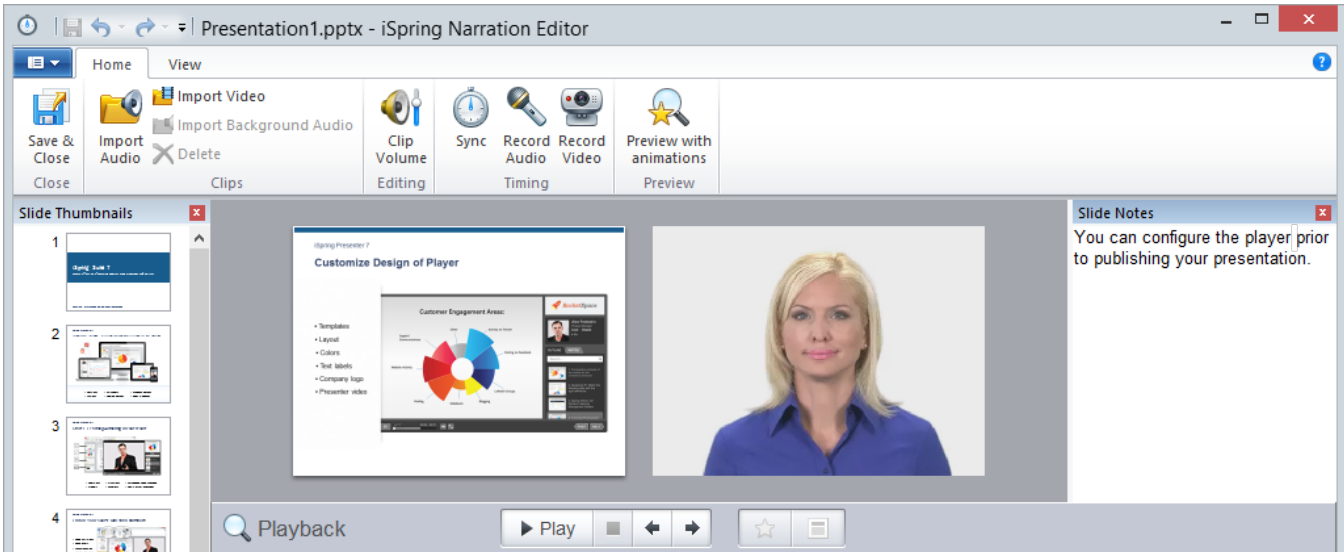 Presentation1.pptx - iSpring Narration Editor
Home View
Save & Close
Import Audio
Import Video
Import Background Audio
Delete
Clip Volume
Sync
Record Audio
Record Video
Preview with animations
Close Clips Editing Timing Preview
Slide Thumbnails
1
2
3
4
iSpring Presenter 7
Customize Design of Player
• Templates
• Layout
• Colors
• Text labels
• Company logo
• Presenter video
Customer Engagement Areas:
RocketSpace
Slide Notes
You can configure the player prior
to publishing your presentation.
Playback
Play